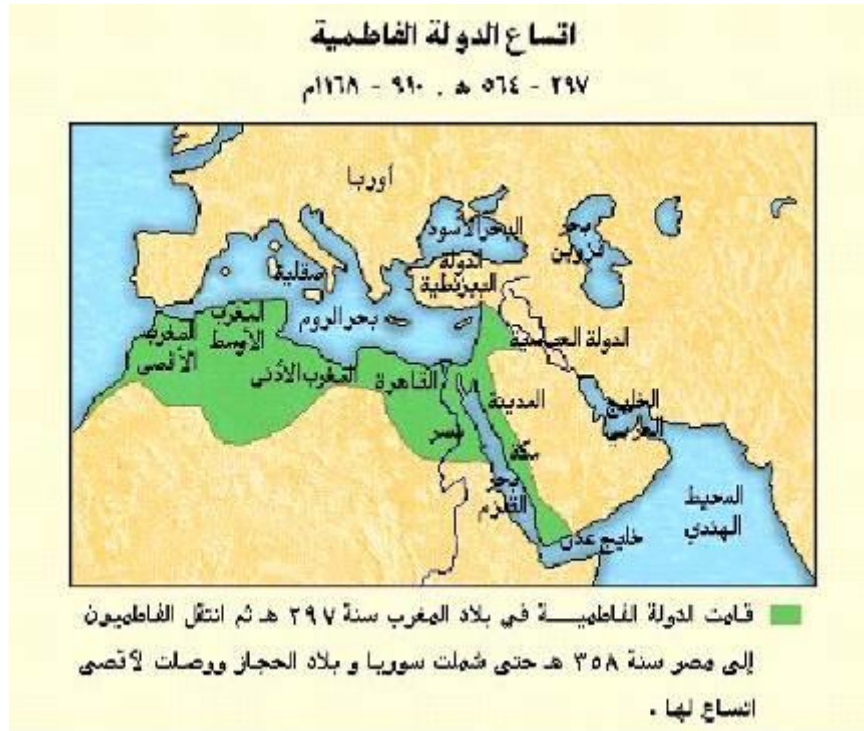 اتساع الدولة الفاطمية
٢٩٧ - ٥٦٤ هـ . ٩٩٠ - ١١٦٨م
أوربا
البحر الأسود
بحر
قزوين
الدولة
البيزنطية
صقلية
بحر الروم
المغرب
الأوسط
المغرب
الأقصى
المغرب الأدنى
القاهرة
مصر
الدولة العباسية
المدينة
الخليج
العربي
مكة
بحر
القلزم
المحيط
الهندي
خليج عدن
قامت الدولة الفاطميــة في بلاد المغرب سنة ٢٩٧ هـ ثم انتقل الفاطميون
إلى مصر سنة ٣٥٨ هـ حتى شملت سوريا و بلاد الحجاز ووصلت لأقصى
اتساع لها .